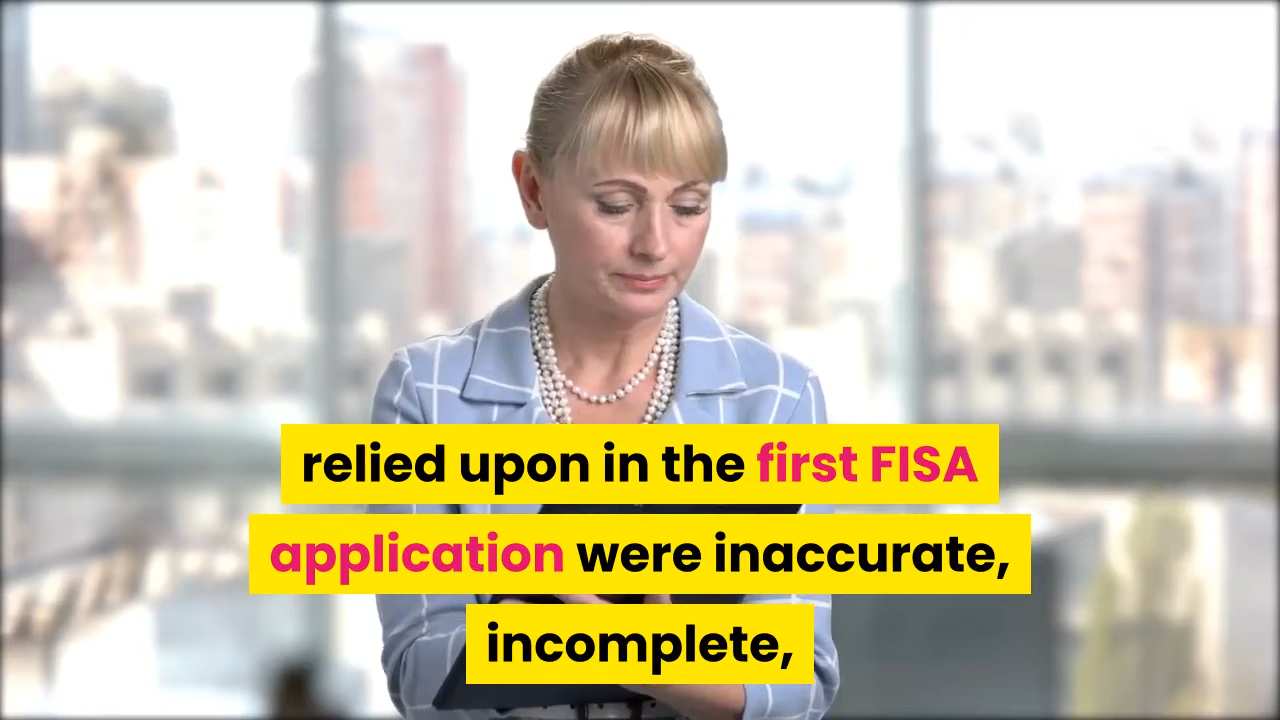 relied upon in the first FISA
application were inaccurate,
incomplete,